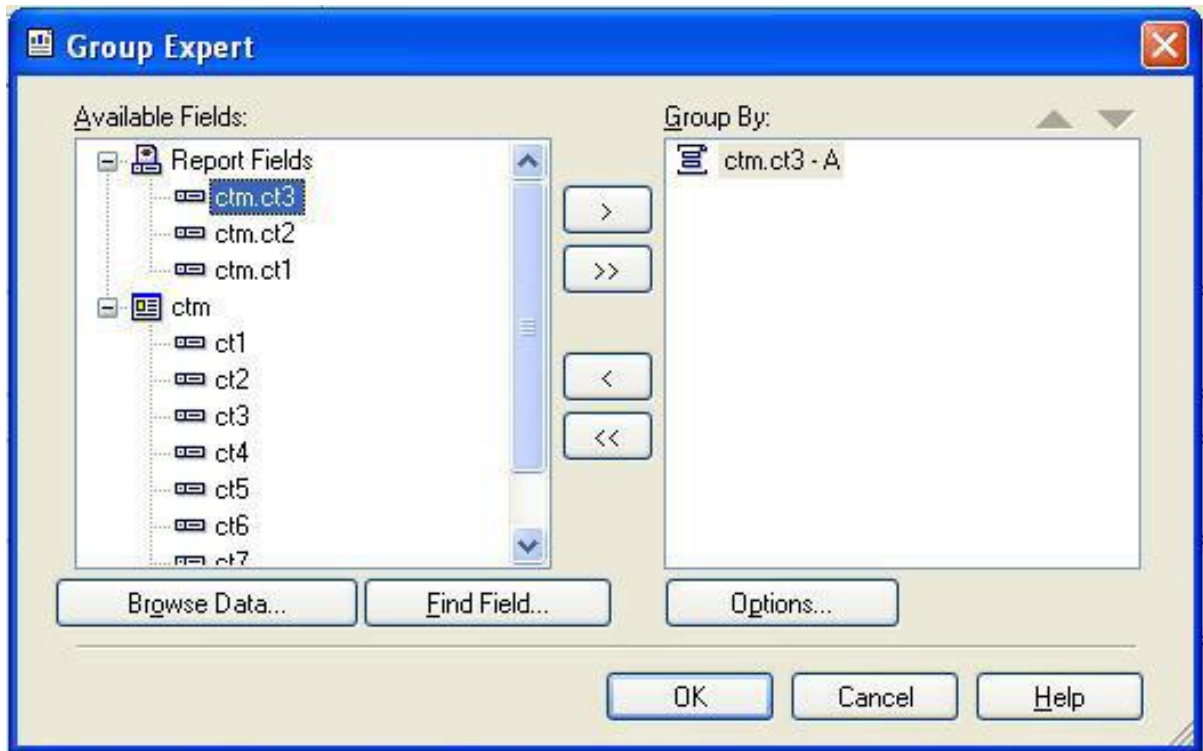 Group Expert
Available Fields:
Group By:
Report Fields
ctm.ct3
ctm.ct2
ctm.ct1
ctm
ct1
ct2
ct3
ct4
ct5
ct6
ct7
ctm.ct3 - A
>
>>
<
<<
Browse Data...
Find Field...
Options...
OK
Cancel
Help